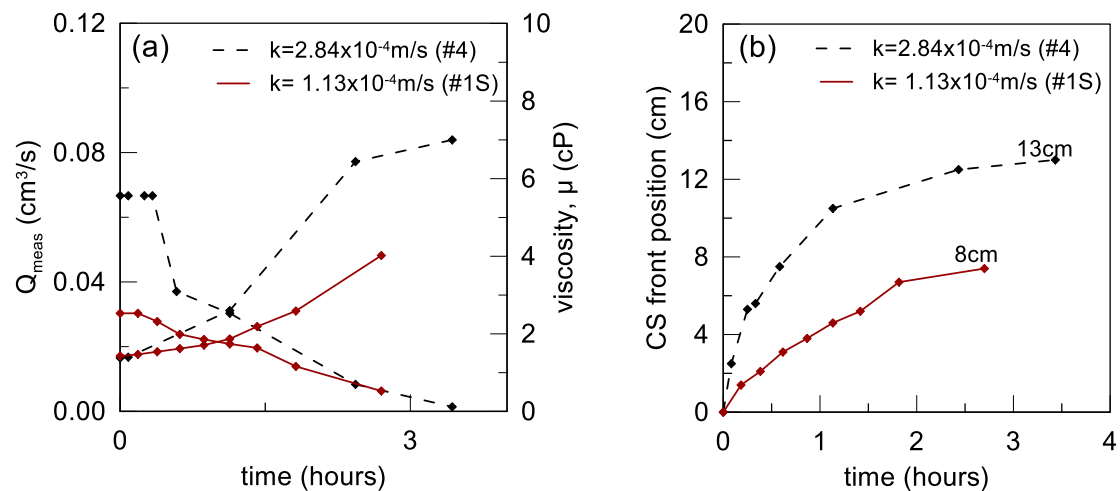 (a)
k=2.84x10⁻⁴m/s (#4)
k= 1.13x10⁻⁴m/s (#1S)
Qmeas (cm³/s)
0.12
0.08
0.04
0.00
10
8
6
4
2
0
viscosity, μ (cP)
0
3
time (hours)
(b)
k=2.84x10⁻⁴m/s (#4)
k= 1.13x10⁻⁴m/s (#1S)
CS front position (cm)
20
16
12
8
4
0
13cm
8cm
0
1
2
3
4
time (hours)